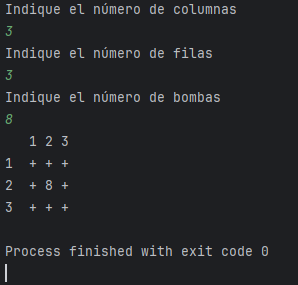 Indique el número de columnas
3
Indique el número de filas
3
Indique el número de bombas
8
   1 2 3
1  + + +
2  + 8 +
3  + + +

Process finished with exit code 0